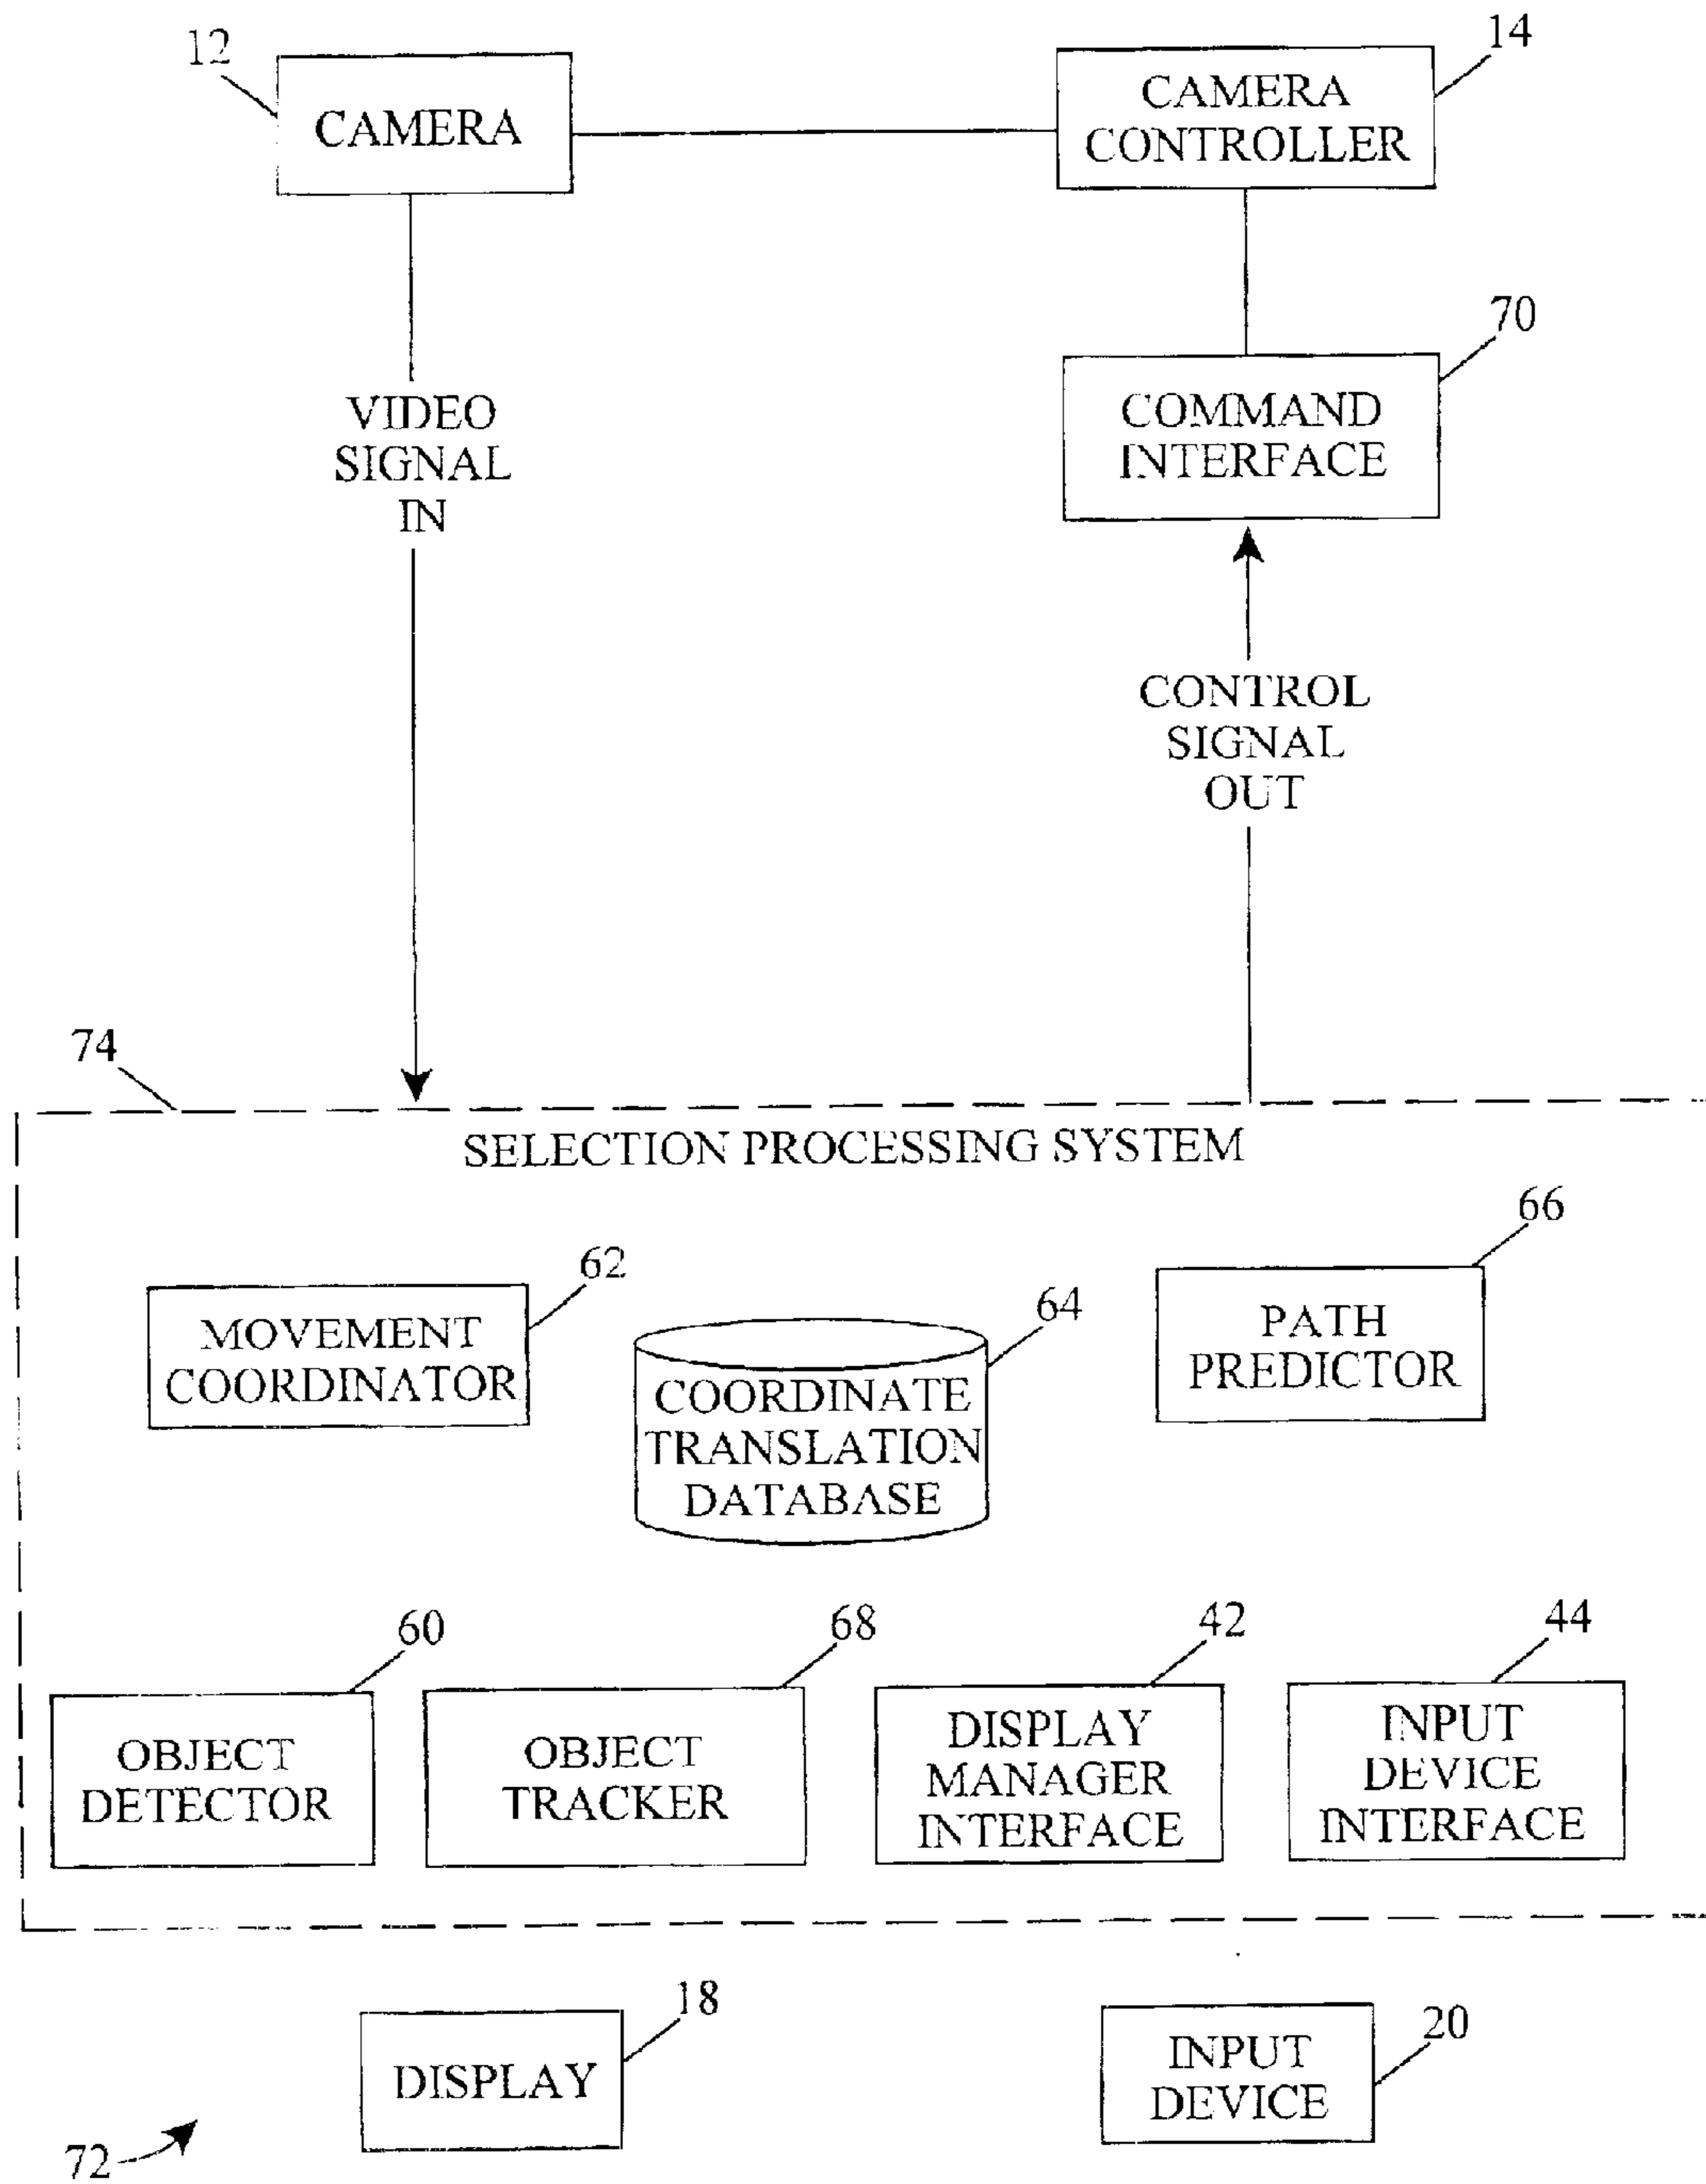 12
CAMERA
14
CAMERA
CONTROLLER
70
COMMAND
INTERFACE
VIDEO
SIGNAL
IN
CONTROL
SIGNAL
OUT
74
SELECTION PROCESSING SYSTEM
62
MOVEMENT
COORDINATOR
64
COORDINATE
TRANSLATION
DATABASE
66
PATH
PREDICTOR
60
OBJECT
DETECTOR
68
OBJECT
TRACKER
42
DISPLAY
MANAGER
INTERFACE
44
INPUT
DEVICE
INTERFACE
18
DISPLAY
20
INPUT
DEVICE
72